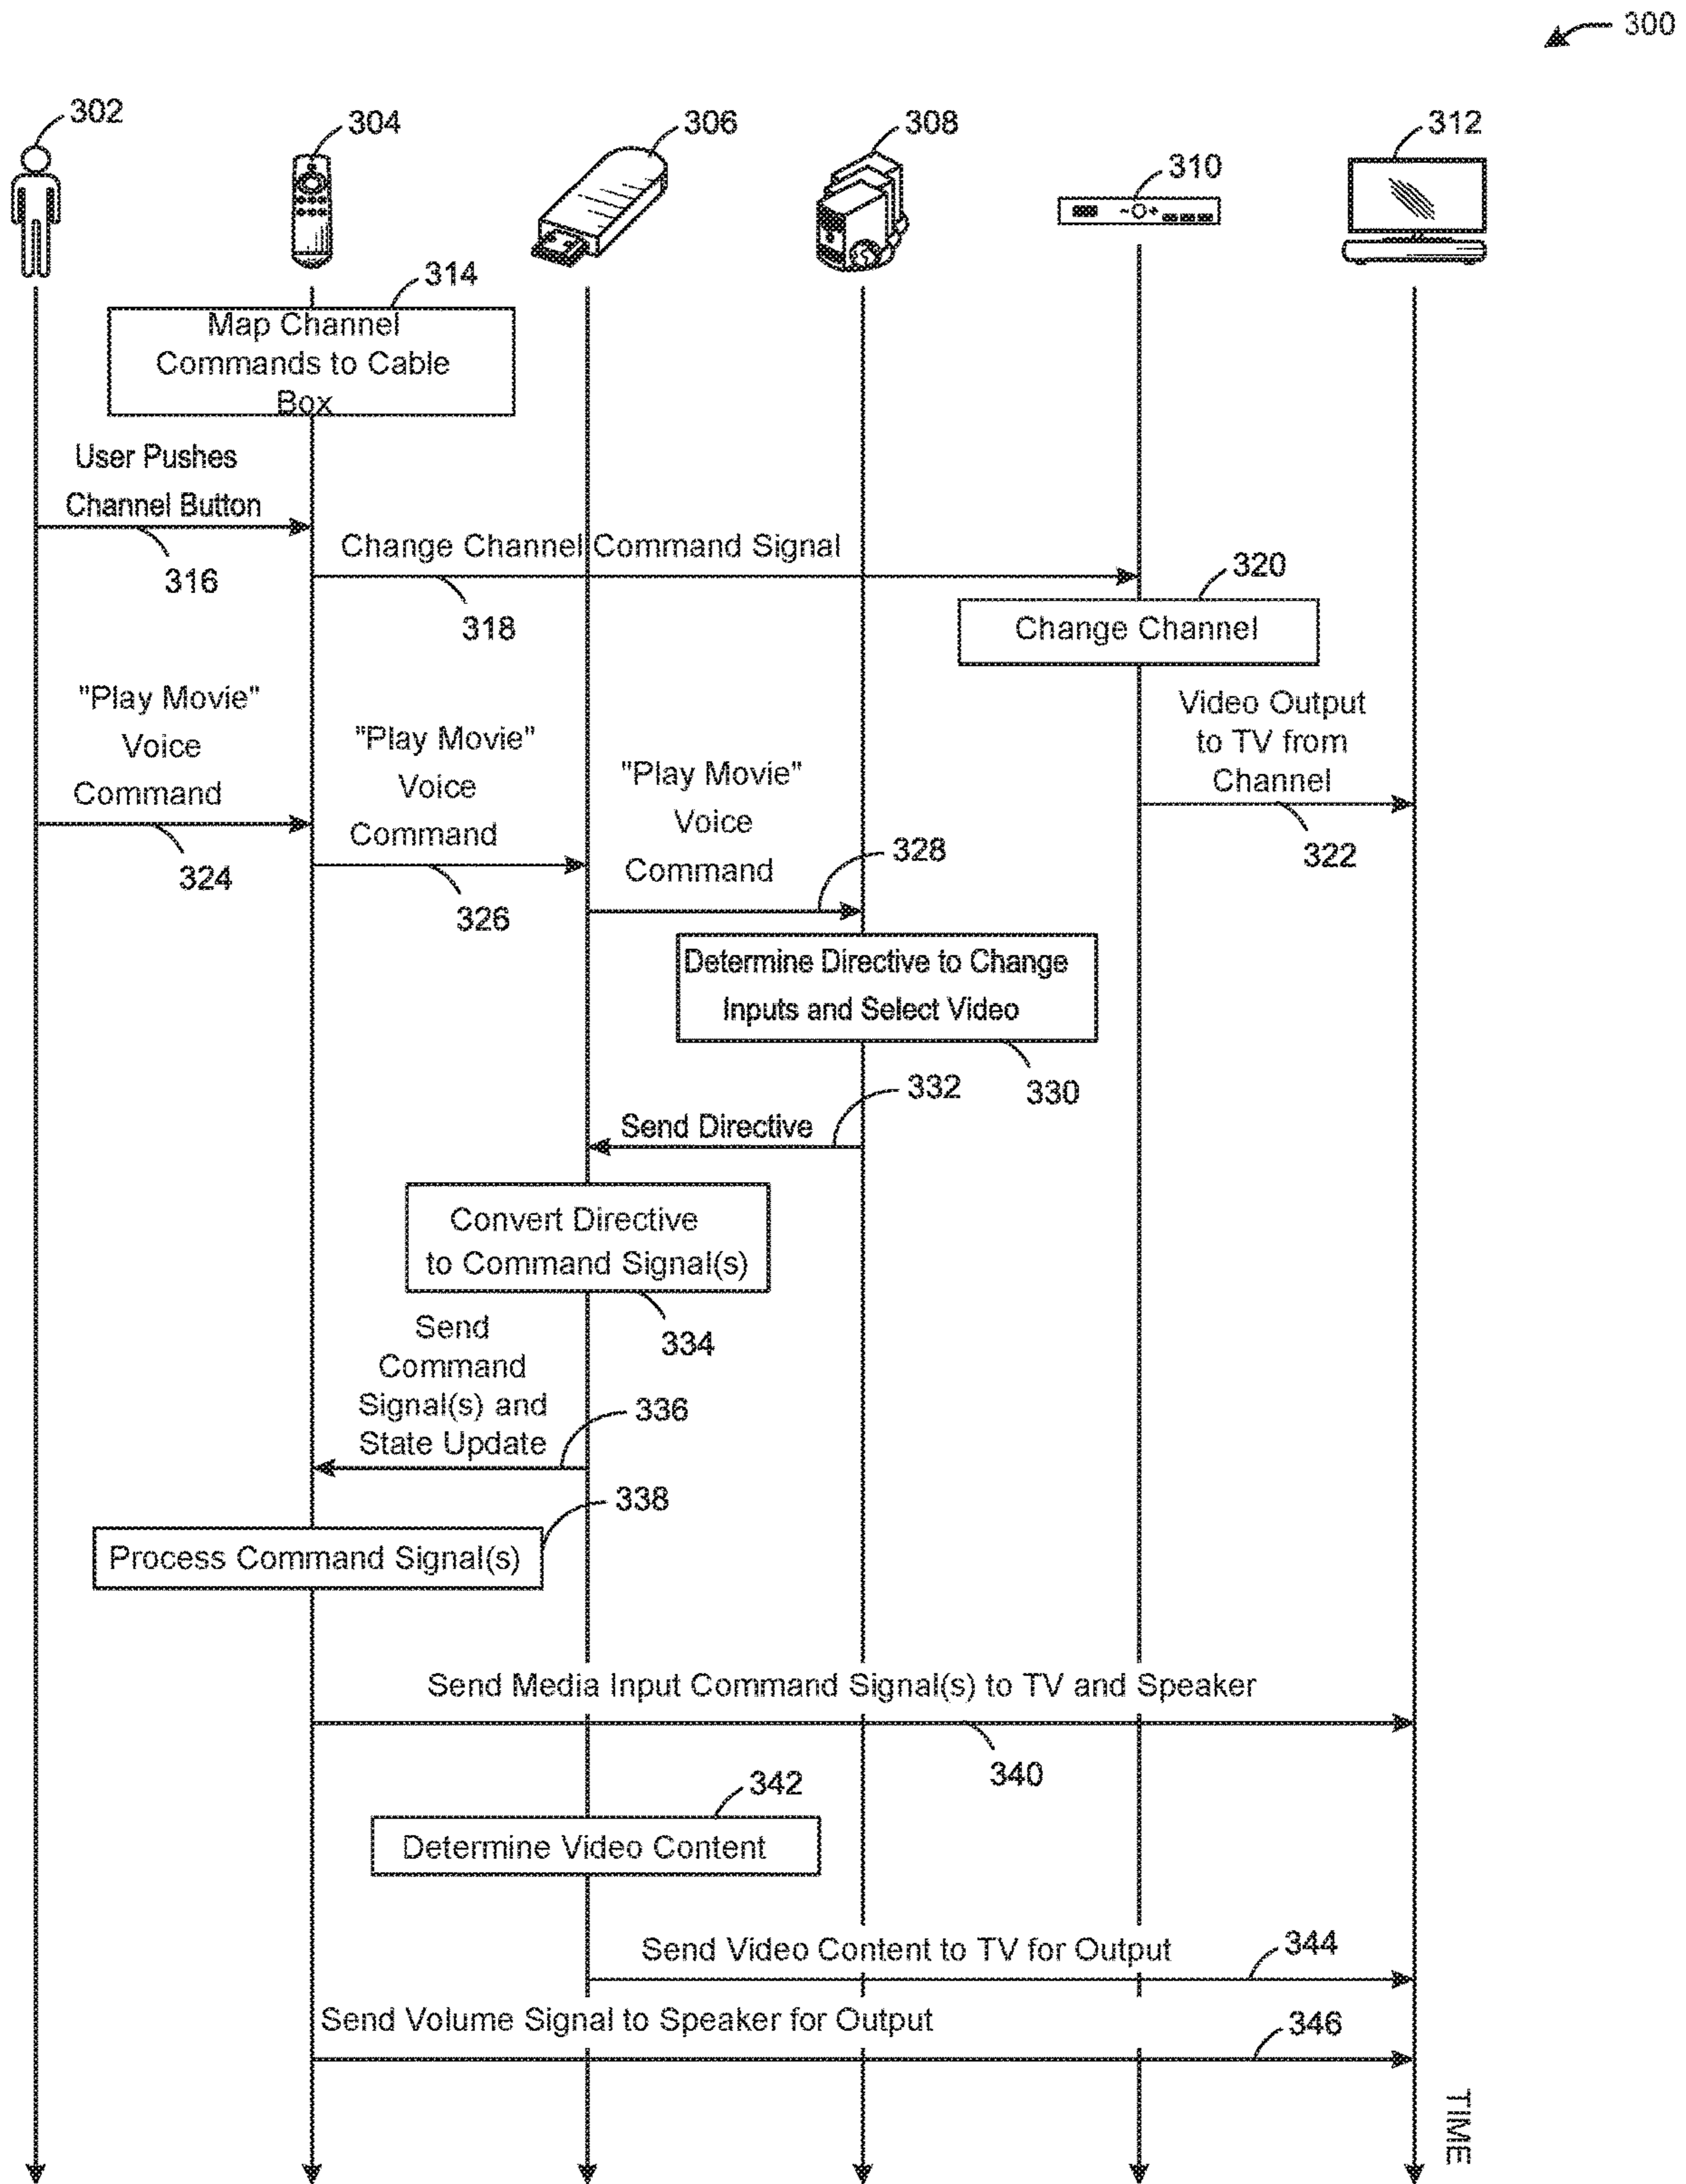 300
302
304
306
308
310
312
314
Map Channel
Commands to Cable
Box
User Pushes
Channel Button
316
Change Channel Command Signal
318
320
Change Channel
"Play Movie"
Voice
Command
324
"Play Movie"
Voice
Command
326
"Play Movie"
Voice
Command
328
Video Output
to TV from
Channel
322
Determine Directive to Change
Inputs and Select Video
330
332
Send Directive
Convert Directive
to Command Signal(s)
334
Send
Command
Signal(s) and
State Update
336
338
Process Command Signal(s)
Send Media Input Command Signal(s) to TV and Speaker
340
342
Determine Video Content
Send Video Content to TV for Output
344
Send Volume Signal to Speaker for Output
346
TIME